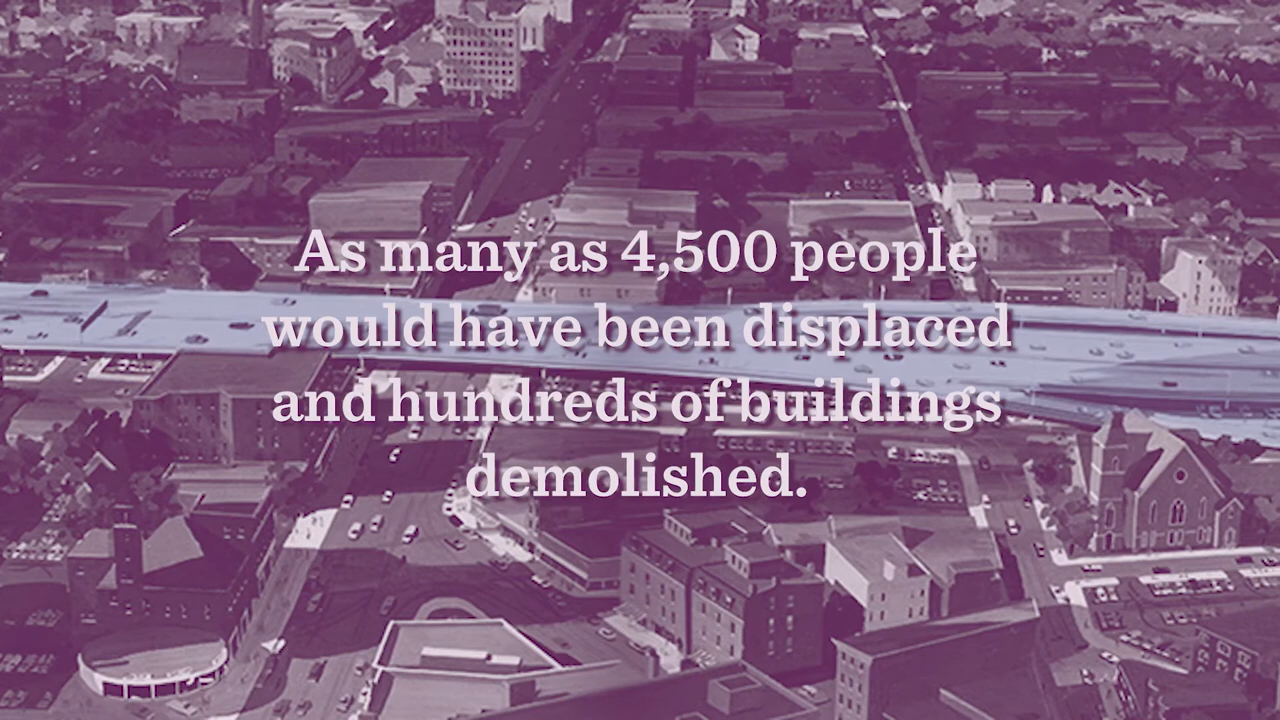 As many as 4,500 people
would have been displaced
and hundreds of buildings
demolished.